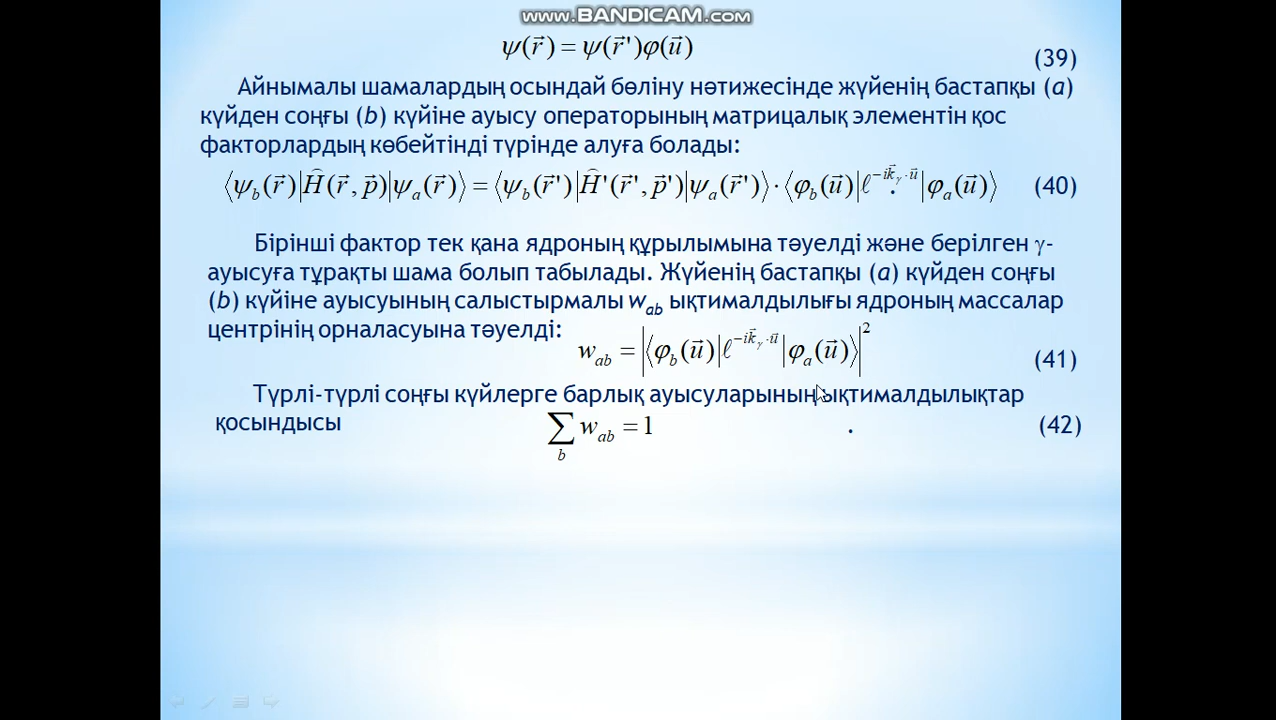 www.BANDICAM.com
ψ(r⃗) = ψ(r⃗ ')φ(u⃗) (39)
Айнымалы шамалардың осындай бөліну нәтижесінде жүйенің бастапқы (a)
күйден соңғы (b) күйіне ауысу операторының матрицалық элементін қос
факторлардың көбейтінді түрінде алуға болады:
⟨ψ_b(r⃗)|Ĥ(r⃗, p⃗)|ψ_a(r⃗)⟩ = ⟨ψ_b(r⃗ ')|Ĥ'(r⃗ ', p⃗ ')|ψ_a(r⃗ ')⟩ · ⟨φ_b(u⃗)|ℓ^{-ik⃗_γ·u⃗}|φ_a(u⃗)⟩ . (40)
Бірінші фактор тек қана ядроның құрылымына тәуелді және берілген γ-
ауысуға тұрақты шама болып табылады. Жүйенің бастапқы (a) күйден соңғы
(b) күйіне ауысуының салыстырмалы w_ab ықтималдылығы ядроның массалар
центрінің орналасуына тәуелді:
w_ab = |⟨φ_b(u⃗)|ℓ^{-ik⃗_γ·u⃗}|φ_a(u⃗)⟩|² (41)
Түрлі-түрлі соңғы күйлерге барлық ауысуларының ықтималдылықтар
қосындысы ∑_b w_ab = 1 . (42)